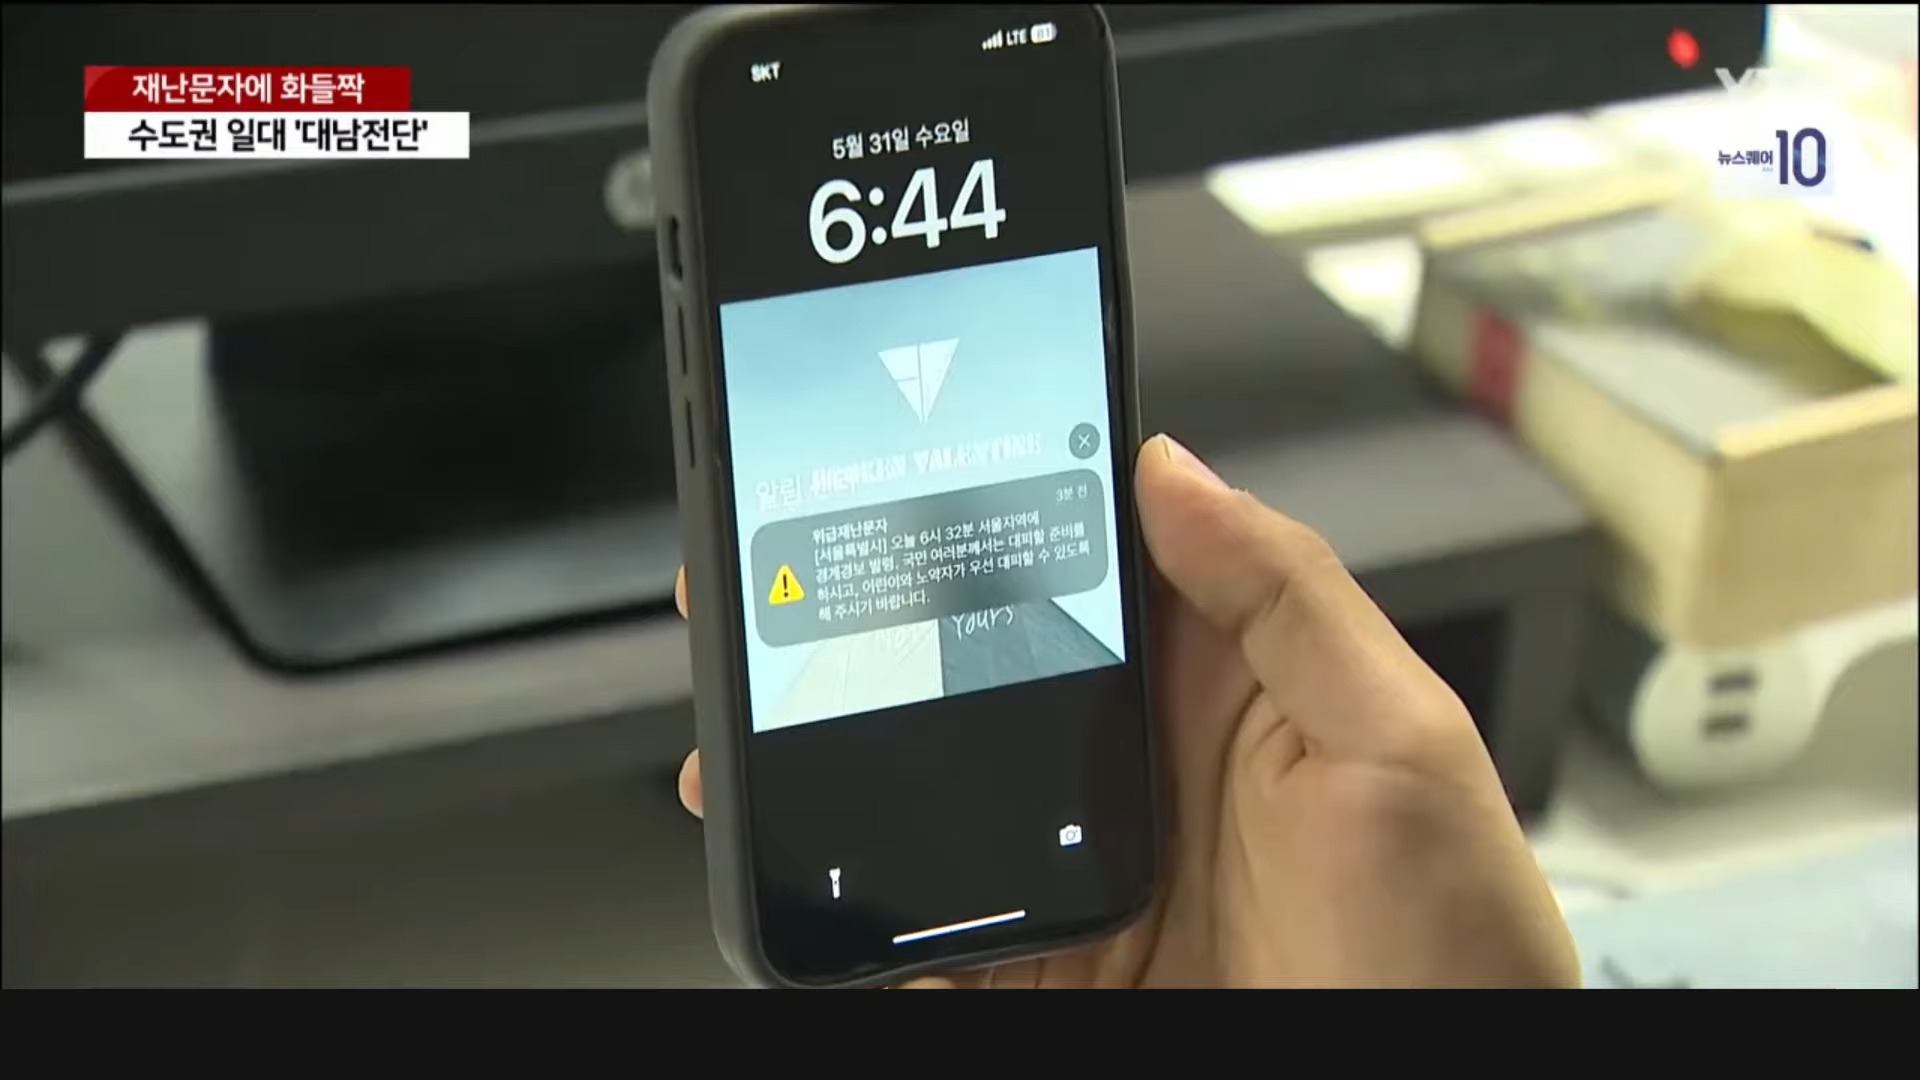 재난문자에 화들짝
수도권 일대 '대남전단'
뉴스퀘어
10
SKT
LTE 81
5월 31일 수요일
6:44
알림 센터
3분 전
위급재난문자
[서울특별시] 오늘 6시 32분 서울지역에
경계경보 발령. 국민 여러분께서는 대피할 준비를
하시고, 어린이와 노약자가 우선 대피할 수 있도록
해 주시기 바랍니다.
Yours